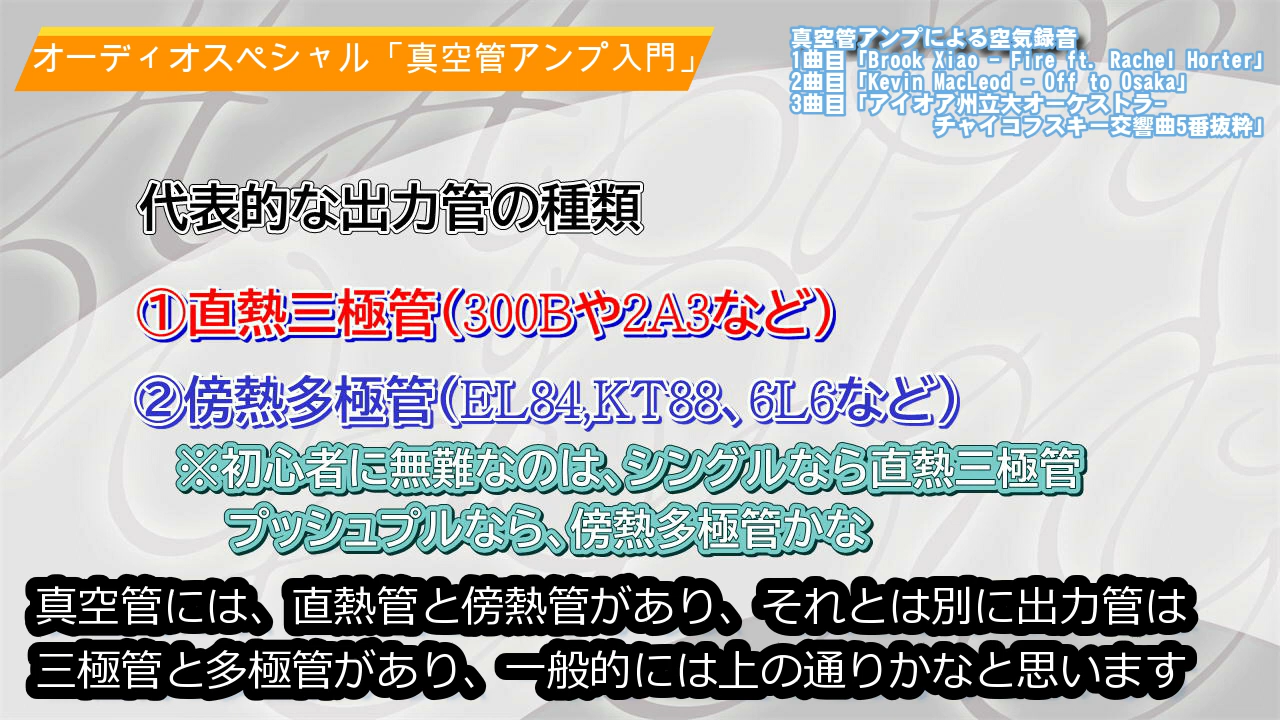 オーディオスペシャル「真空管アンプ入門」
真空管アンプによる空気録音
1曲目「Brook Xiao - Fire ft. Rachel Horter」
2曲目「Kevin MacLeod - Off to Osaka」
3曲目「アイオア州立大オーケストラ-
チャイコフスキー交響曲5番抜粋」
代表的な出力管の種類
①直熱三極管(300Bや2A3など)
②傍熱多極管(EL84,KT88、6L6など)
※初心者に無難なのは、シングルなら直熱三極管
プッシュプルなら、傍熱多極管かな
真空管には、直熱管と傍熱管があり、それとは別に出力管は
三極管と多極管があり、一般的には上の通りかなと思います